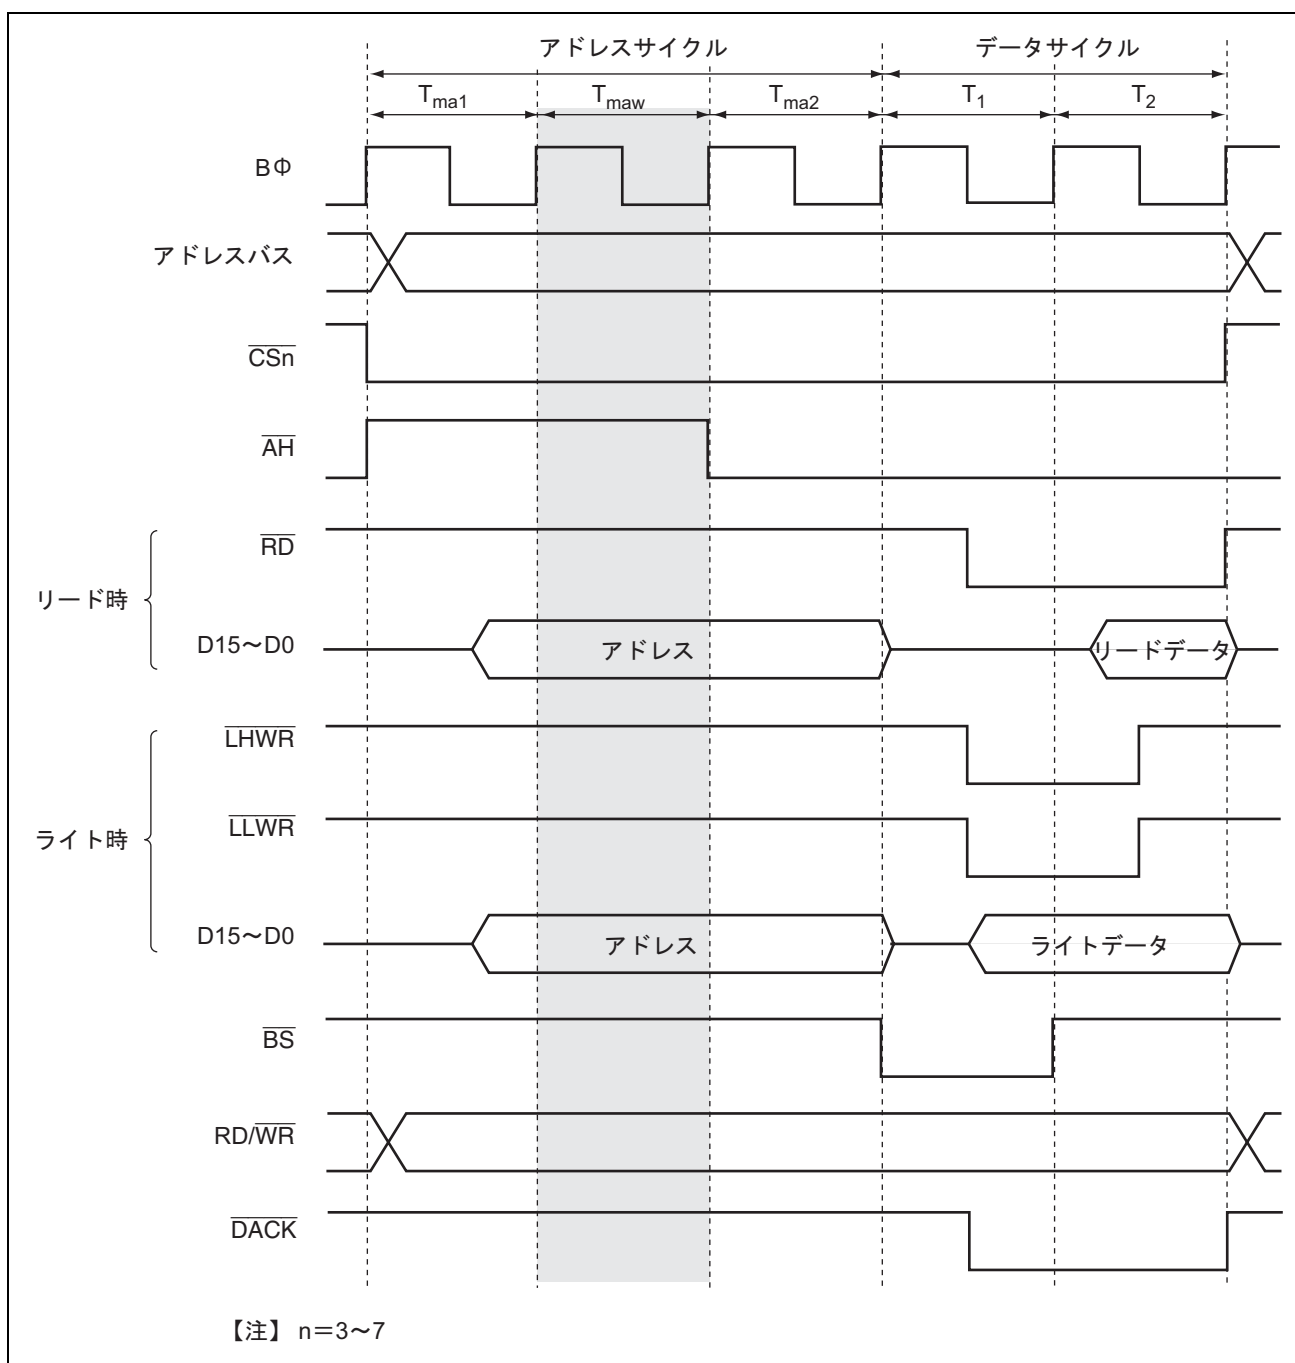 アドレスサイクル データサイクル
Tma1 Tmaw Tma2 T1 T2
BΦ
アドレスバス
CSn
AH
RD
リード時
D15～D0 アドレス リードデータ
LHWR
LLWR
ライト時
D15～D0 アドレス ライトデータ
BS
RD/WR
DACK
【注】 n＝3～7